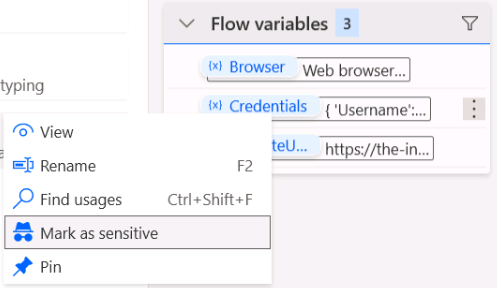 Flow variables 3
typing
(x) Browser Web browser...
(x) Credentials { 'Username':...
teU... https://the-in...
View
Rename F2
Find usages Ctrl+Shift+F
Mark as sensitive
Pin